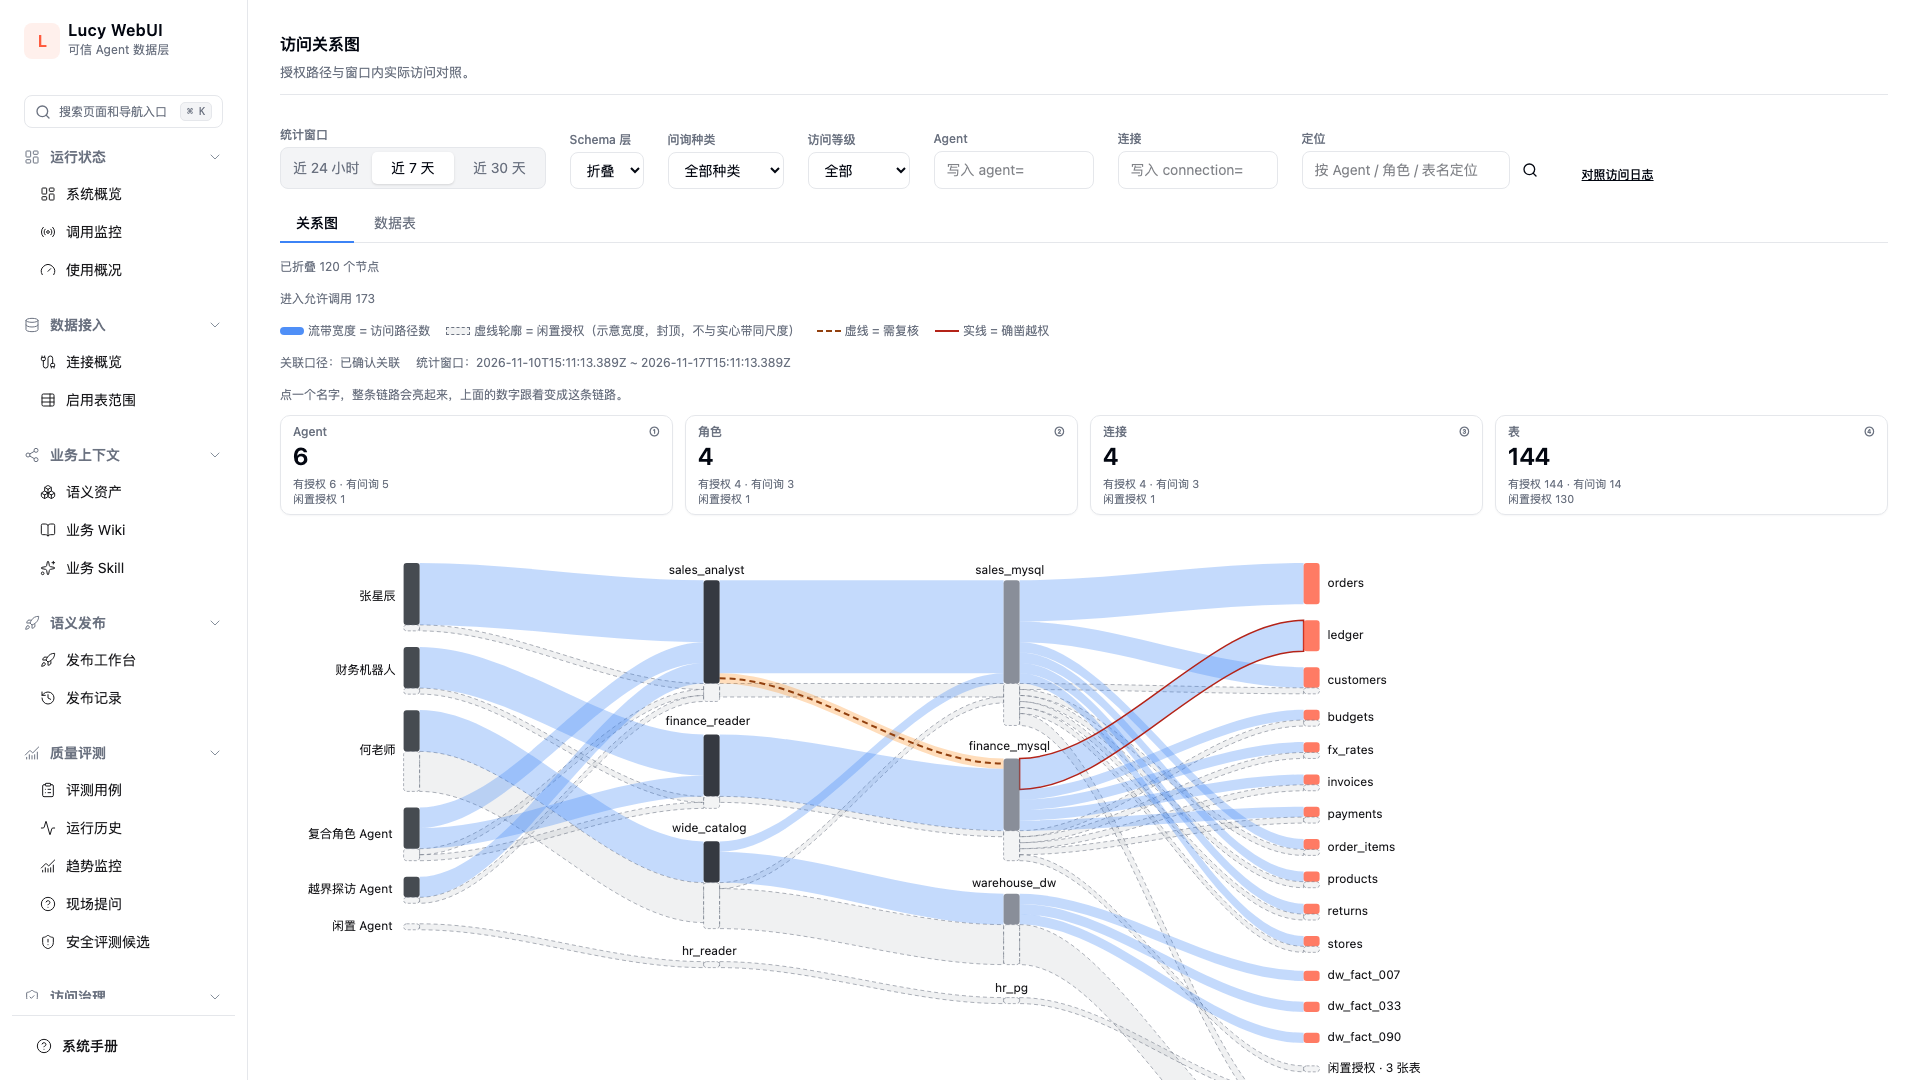 L
Lucy WebUI
可信 Agent 数据层
搜索页面和导航入口
⌘ K
运行状态
系统概览
调用监控
使用概况
数据接入
连接概览
启用表范围
业务上下文
语义资产
业务 Wiki
业务 Skill
语义发布
发布工作台
发布记录
质量评测
评测用例
运行历史
趋势监控
现场提问
安全评测候选
访问治理
系统手册
访问关系图
授权路径与窗口内实际访问对照。
统计窗口
近 24 小时
近 7 天
近 30 天
Schema 层
折叠
问询种类
全部种类
访问等级
全部
Agent
写入 agent=
连接
写入 connection=
定位
按 Agent / 角色 / 表名定位
对照访问日志
关系图
数据表
已折叠 120 个节点
进入允许调用 173
流带宽度 = 访问路径数
虚线轮廓 = 闲置授权（示意宽度，封顶，不与实心带同尺度）
虚线 = 需复核
实线 = 确凿越权
关联口径：已确认关联
统计窗口：2026-11-10T15:11:13.389Z ~ 2026-11-17T15:11:13.389Z
点一个名字，整条链路会亮起来，上面的数字跟着变成这条链路。
Agent
①
6
有授权 6 · 有问询 5
闲置授权 1
角色
②
4
有授权 4 · 有问询 3
闲置授权 1
连接
③
4
有授权 4 · 有问询 3
闲置授权 1
表
④
144
有授权 144 · 有问询 14
闲置授权 130
张星辰
财务机器人
何老师
复合角色 Agent
越界探访 Agent
闲置 Agent
sales_analyst
finance_reader
wide_catalog
hr_reader
sales_mysql
finance_mysql
warehouse_dw
hr_pg
orders
ledger
customers
budgets
fx_rates
invoices
payments
order_items
products
returns
stores
dw_fact_007
dw_fact_033
dw_fact_090
闲置授权 · 3 张表